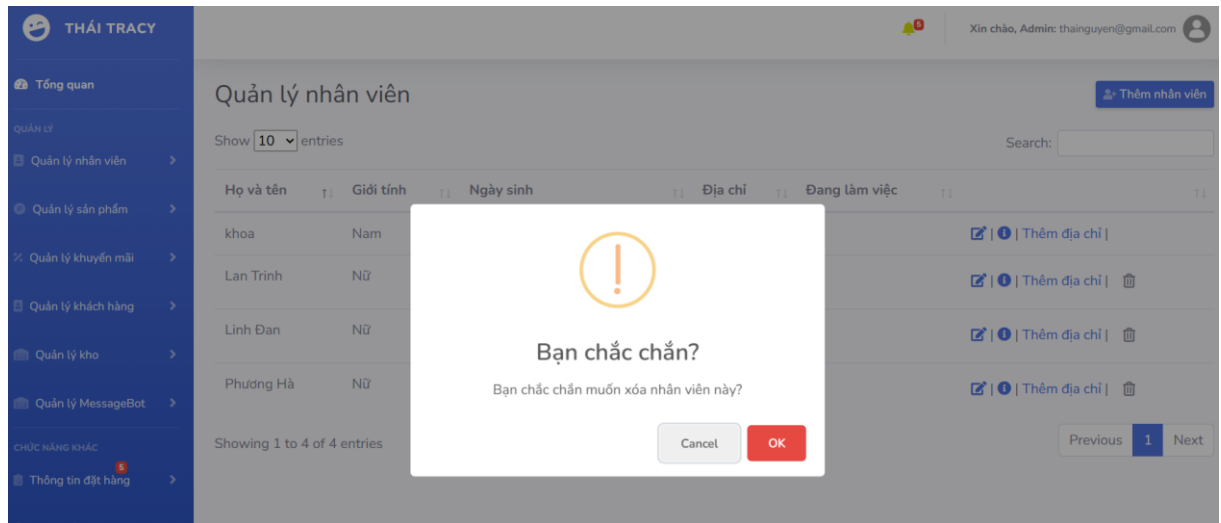 THÁI TRACY
5
Xin chào, Admin: thainguyen@gmail.com
Tổng quan
Quản lý nhân viên
Thêm nhân viên
QUẢN LÝ
Show 10 entries
Search:
Quản lý nhân viên
Họ và tên Giới tính Ngày sinh Địa chỉ Đang làm việc
Quản lý sản phẩm
khoa Nam | | Thêm địa chỉ |
Quản lý khuyến mãi
Lan Trinh Nữ | | Thêm địa chỉ |
Quản lý khách hàng
Linh Đan Nữ | | Thêm địa chỉ |
Bạn chắc chắn?
Quản lý kho
Phương Hà Nữ | | Thêm địa chỉ |
Bạn chắc chắn muốn xóa nhân viên này?
Quản lý MessageBot
Showing 1 to 4 of 4 entries
Cancel OK
Previous 1 Next
CHỨC NĂNG KHÁC
5
Thông tin đặt hàng